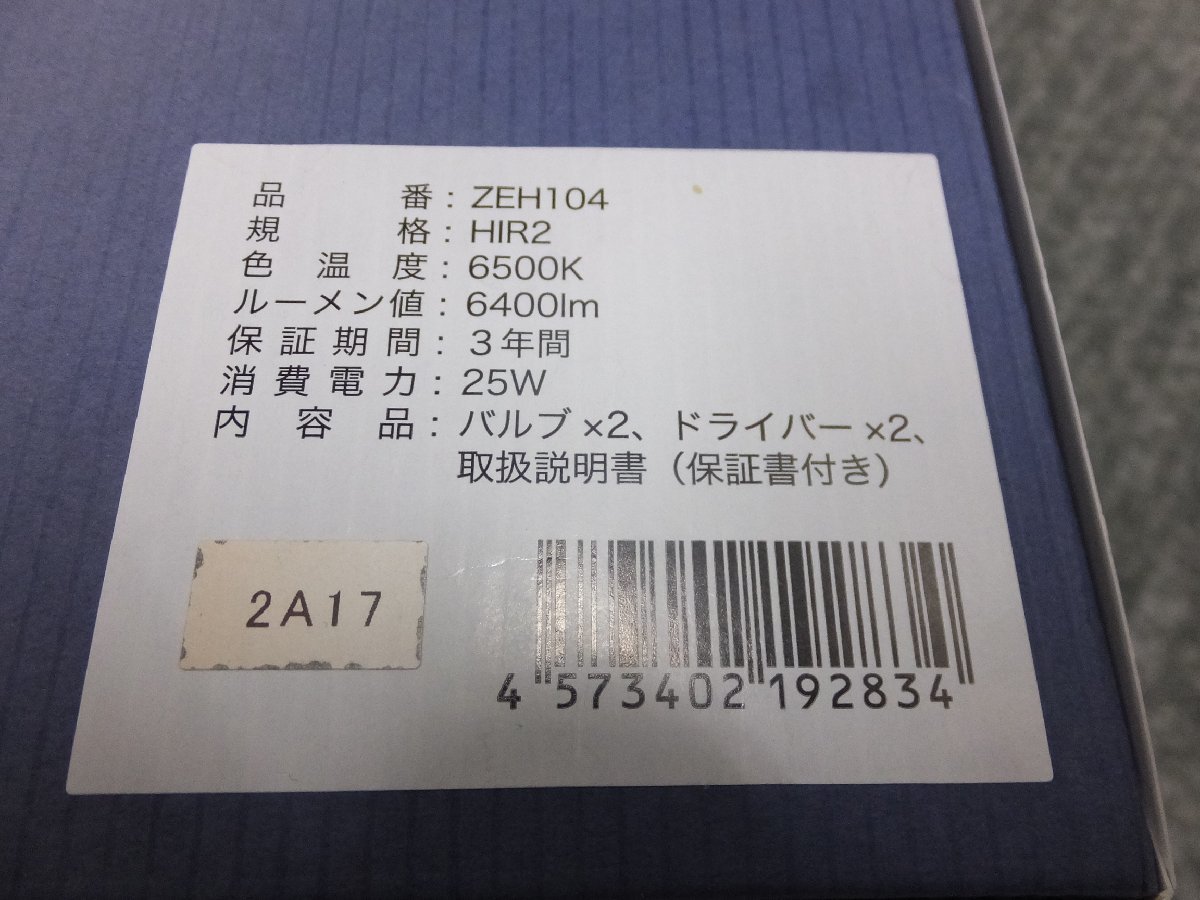 品番：ZEH104
規格：HIR2
色温度：6500K
ルーメン値：6400lm
保証期間：３年間
消費電力：25W
内容品：バルブ×2、ドライバー×2、
取扱説明書（保証書付き）
2A17
4 573402 192834